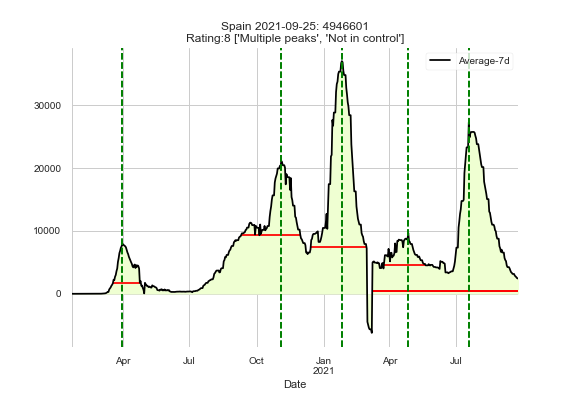 Spain 2021-09-25: 4946601
Rating:8 ['Multiple peaks', 'Not in control']
Average-7d
30000
20000
10000
0
Apr Jul Oct Jan Apr Jul
2021
Date